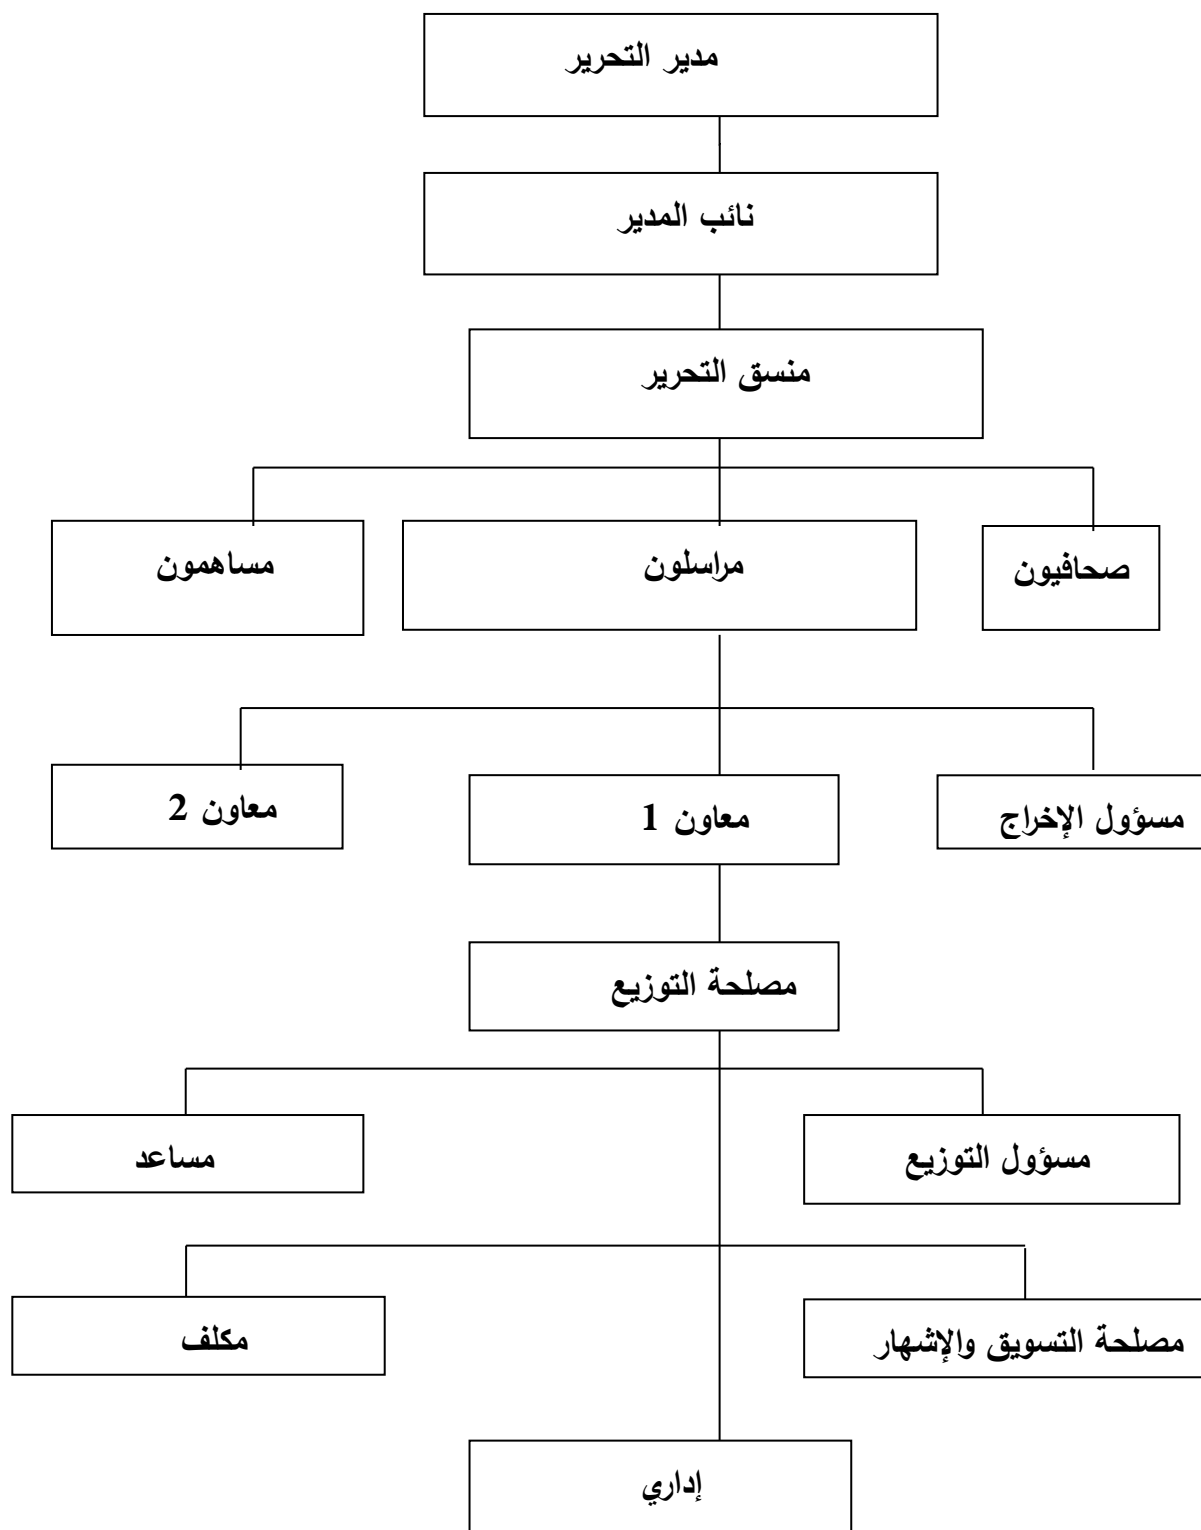 مدير التحرير
نائب المدير
منسق التحرير
صحافيون
مراسلون
مساهمون
مسؤول الإخراج
معاون 1
معاون 2
مصلحة التوزيع
مسؤول التوزيع
مساعد
مصلحة التسويق والإشهار
مكلف
إداري